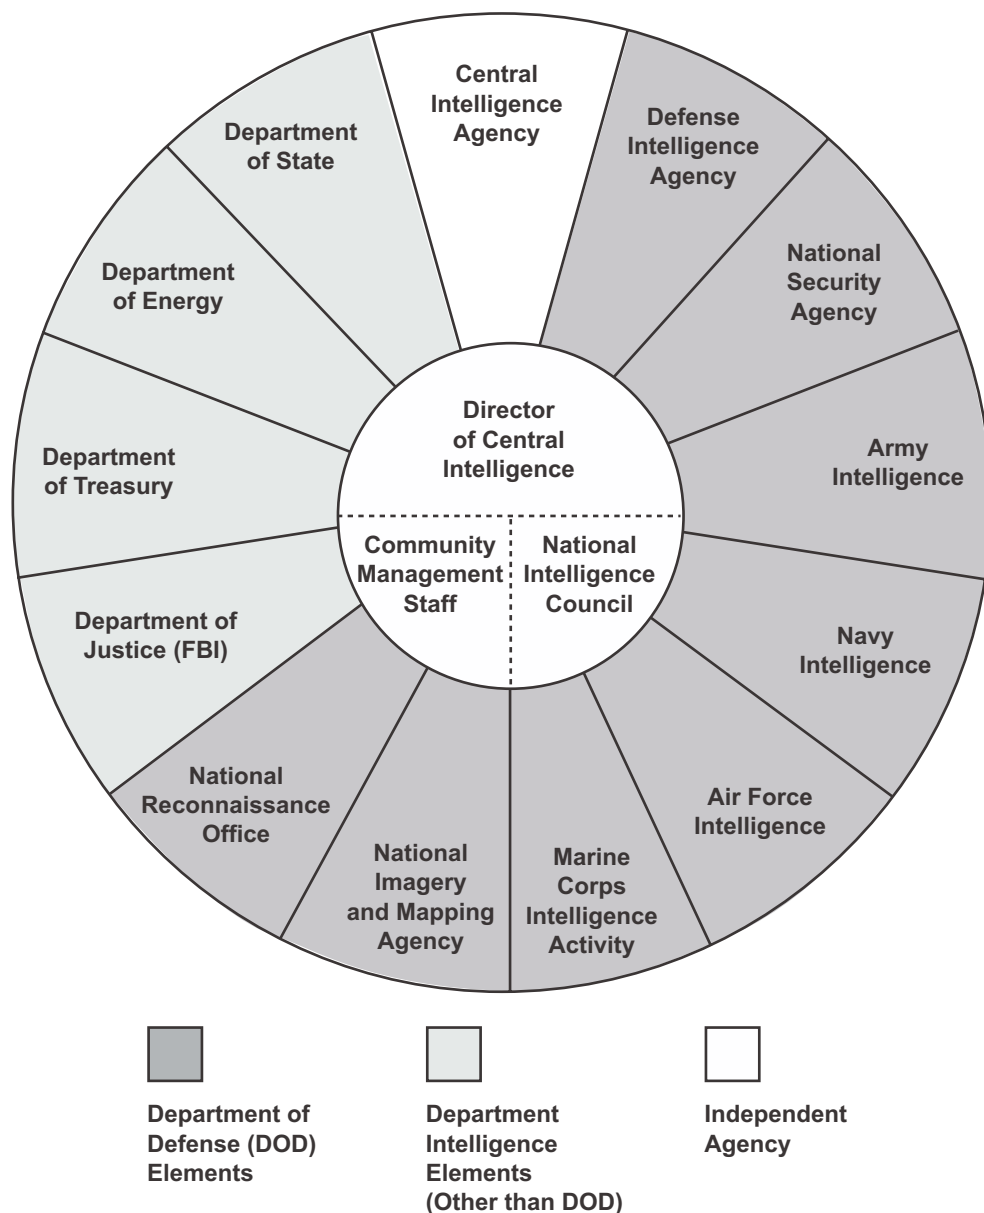 Central
Intelligence
Agency
Defense
Intelligence
Agency
National
Security
Agency
Army
Intelligence
Navy
Intelligence
Air Force
Intelligence
Marine
Corps
Intelligence
Activity
National
Imagery
and Mapping
Agency
National
Reconnaissance
Office
Department of
Justice (FBI)
Department
of Treasury
Department
of Energy
Department
of State
Director
of Central
Intelligence
Community
Management
Staff
National
Intelligence
Council
Department of
Defense (DOD)
Elements
Department
Intelligence
Elements
(Other than DOD)
Independent
Agency